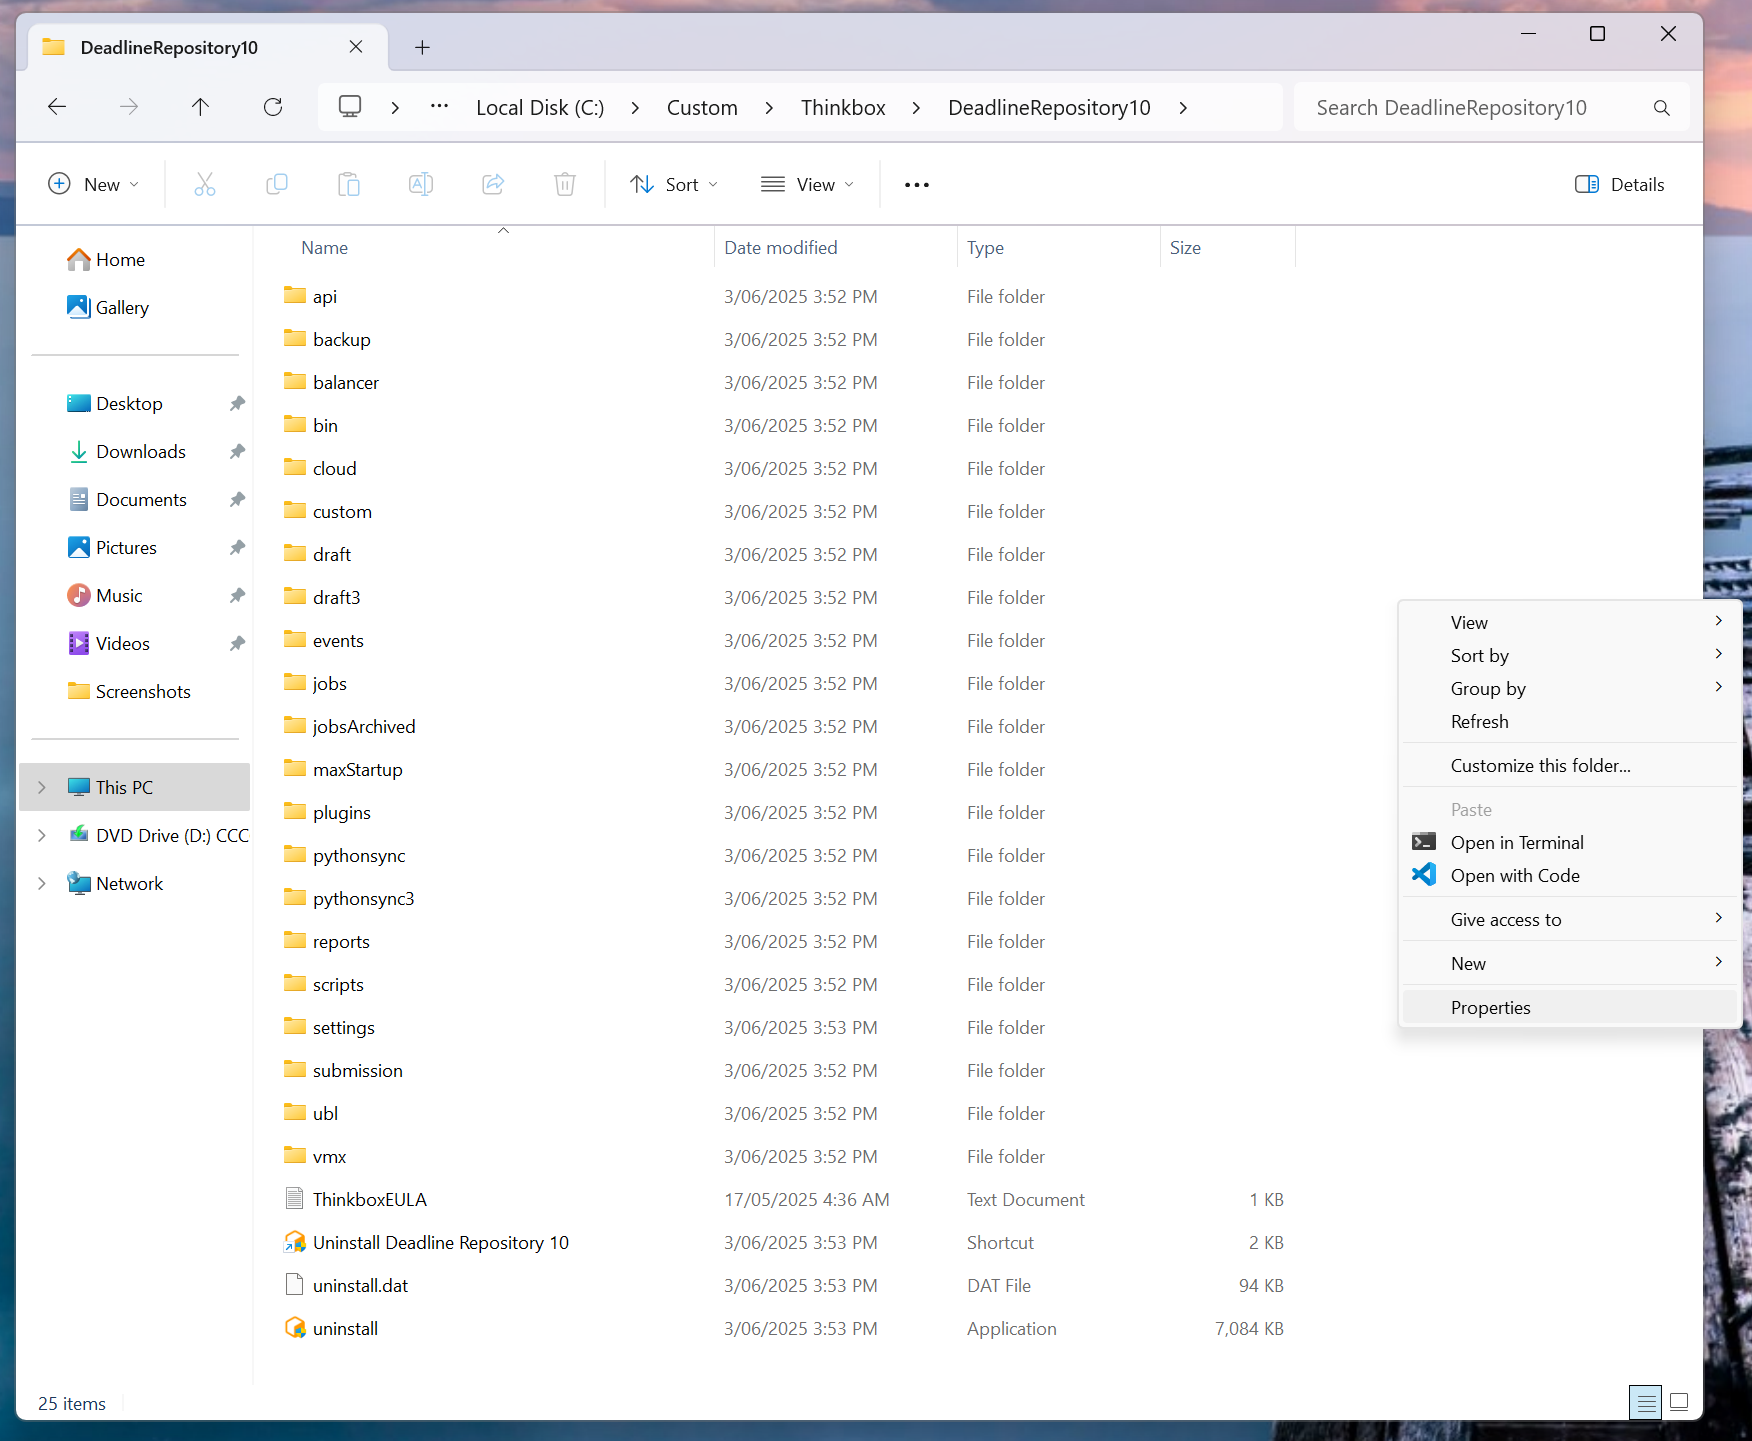 DeadlineRepository10
Local Disk (C:) Custom Thinkbox DeadlineRepository10
Search DeadlineRepository10
New
Sort
View
Details
Home
Gallery
Desktop
Downloads
Documents
Pictures
Music
Videos
Screenshots
This PC
DVD Drive (D:) CCC
Network
Name Date modified Type Size
api 3/06/2025 3:52 PM File folder
backup 3/06/2025 3:52 PM File folder
balancer 3/06/2025 3:52 PM File folder
bin 3/06/2025 3:52 PM File folder
cloud 3/06/2025 3:52 PM File folder
custom 3/06/2025 3:52 PM File folder
draft 3/06/2025 3:52 PM File folder
draft3 3/06/2025 3:52 PM File folder
events 3/06/2025 3:52 PM File folder
jobs 3/06/2025 3:52 PM File folder
jobsArchived 3/06/2025 3:52 PM File folder
maxStartup 3/06/2025 3:52 PM File folder
plugins 3/06/2025 3:52 PM File folder
pythonsync 3/06/2025 3:52 PM File folder
pythonsync3 3/06/2025 3:52 PM File folder
reports 3/06/2025 3:52 PM File folder
scripts 3/06/2025 3:52 PM File folder
settings 3/06/2025 3:53 PM File folder
submission 3/06/2025 3:52 PM File folder
ubl 3/06/2025 3:52 PM File folder
vmx 3/06/2025 3:52 PM File folder
ThinkboxEULA 17/05/2025 4:36 AM Text Document 1 KB
Uninstall Deadline Repository 10 3/06/2025 3:53 PM Shortcut 2 KB
uninstall.dat 3/06/2025 3:53 PM DAT File 94 KB
uninstall 3/06/2025 3:53 PM Application 7,084 KB
View
Sort by
Group by
Refresh
Customize this folder...
Paste
Open in Terminal
Open with Code
Give access to
New
Properties
25 items